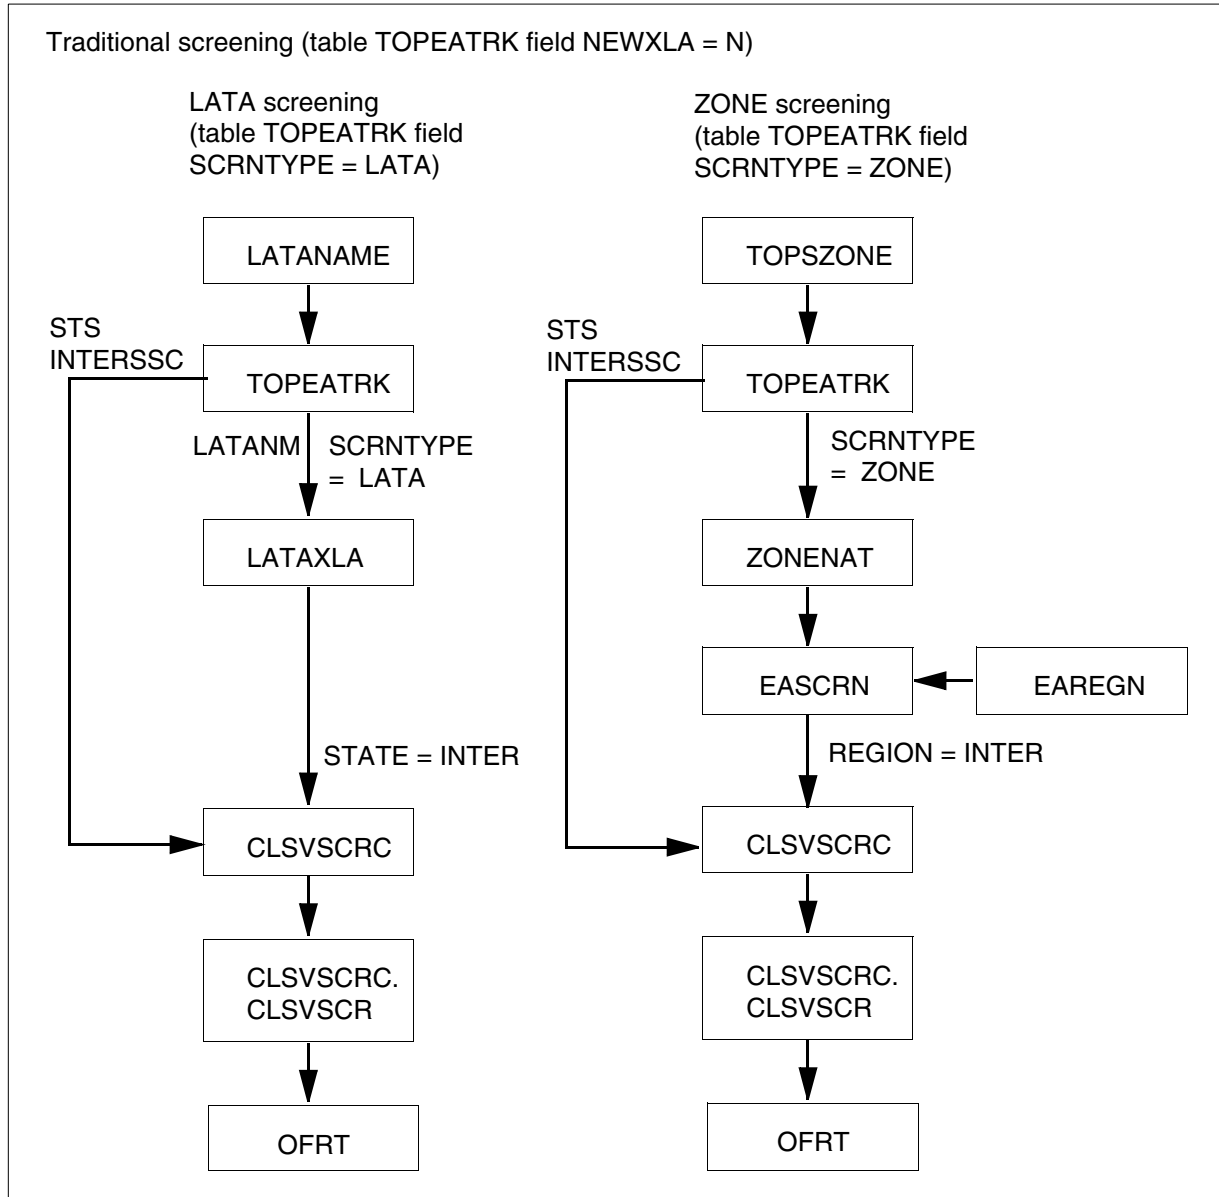 Traditional screening (table TOPEATRK field NEWXLA = N)
LATA screening
(table TOPEATRK field
SCRNTYPE = LATA)
LATANAME
STS
INTERSSC
TOPEATRK
LATANM
SCRNTYPE
= LATA
LATAXLA
STATE = INTER
CLSVSCRC
CLSVSCRC.
CLSVSCR
OFRT
ZONE screening
(table TOPEATRK field
SCRNTYPE = ZONE)
TOPSZONE
STS
INTERSSC
TOPEATRK
SCRNTYPE
= ZONE
ZONENAT
EASCRN
EAREGN
REGION = INTER
CLSVSCRC
CLSVSCRC.
CLSVSCR
OFRT